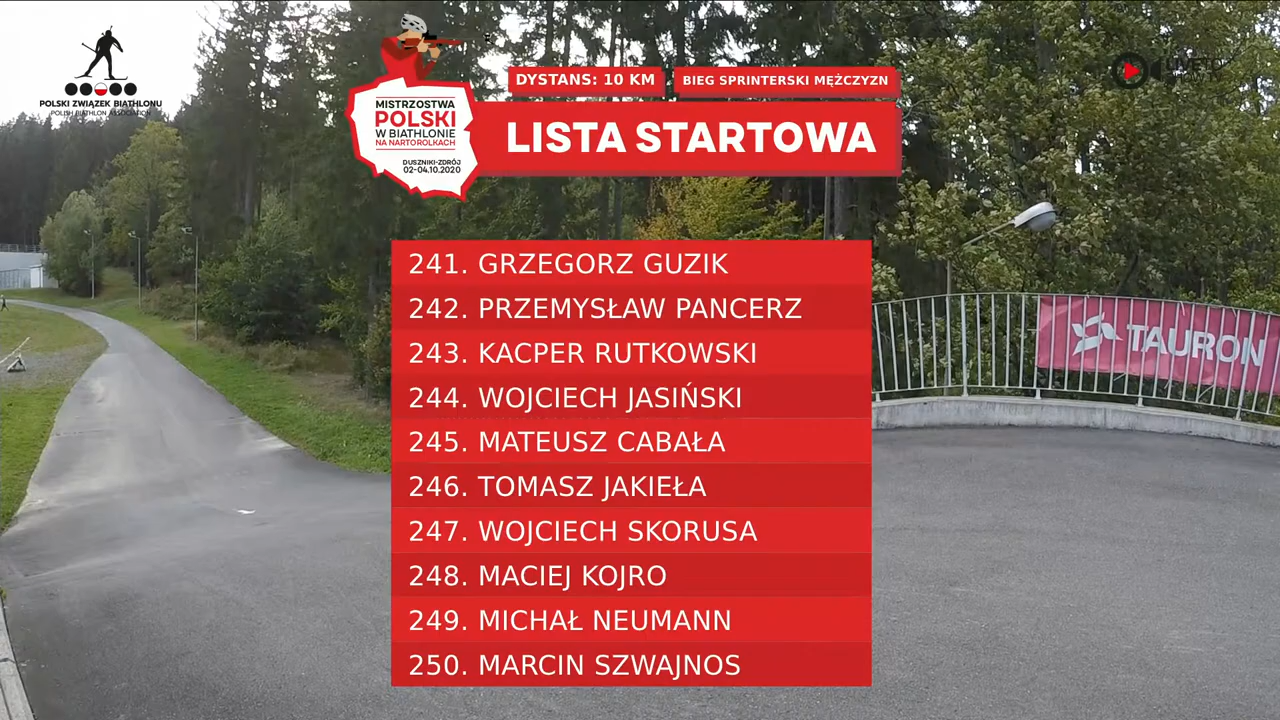 POLSKI ZWIĄZEK BIATHLONU
POLISH BIATHLON ASSOCIATION
DYSTANS: 10 KM
BIEG SPRINTERSKI MĘŻCZYZN
MISTRZOSTWA
POLSKI
W BIATHLONIE
NA NARTOROLKACH
DUSZNIKI-ZDRÓJ
02-04.10.2020
LISTA STARTOWA
241. GRZEGORZ GUZIK
242. PRZEMYSŁAW PANCERZ
243. KACPER RUTKOWSKI
244. WOJCIECH JASIŃSKI
245. MATEUSZ CABAŁA
246. TOMASZ JAKIEŁA
247. WOJCIECH SKORUSA
248. MACIEJ KOJRO
249. MICHAŁ NEUMANN
250. MARCIN SZWAJNOS
TAURON